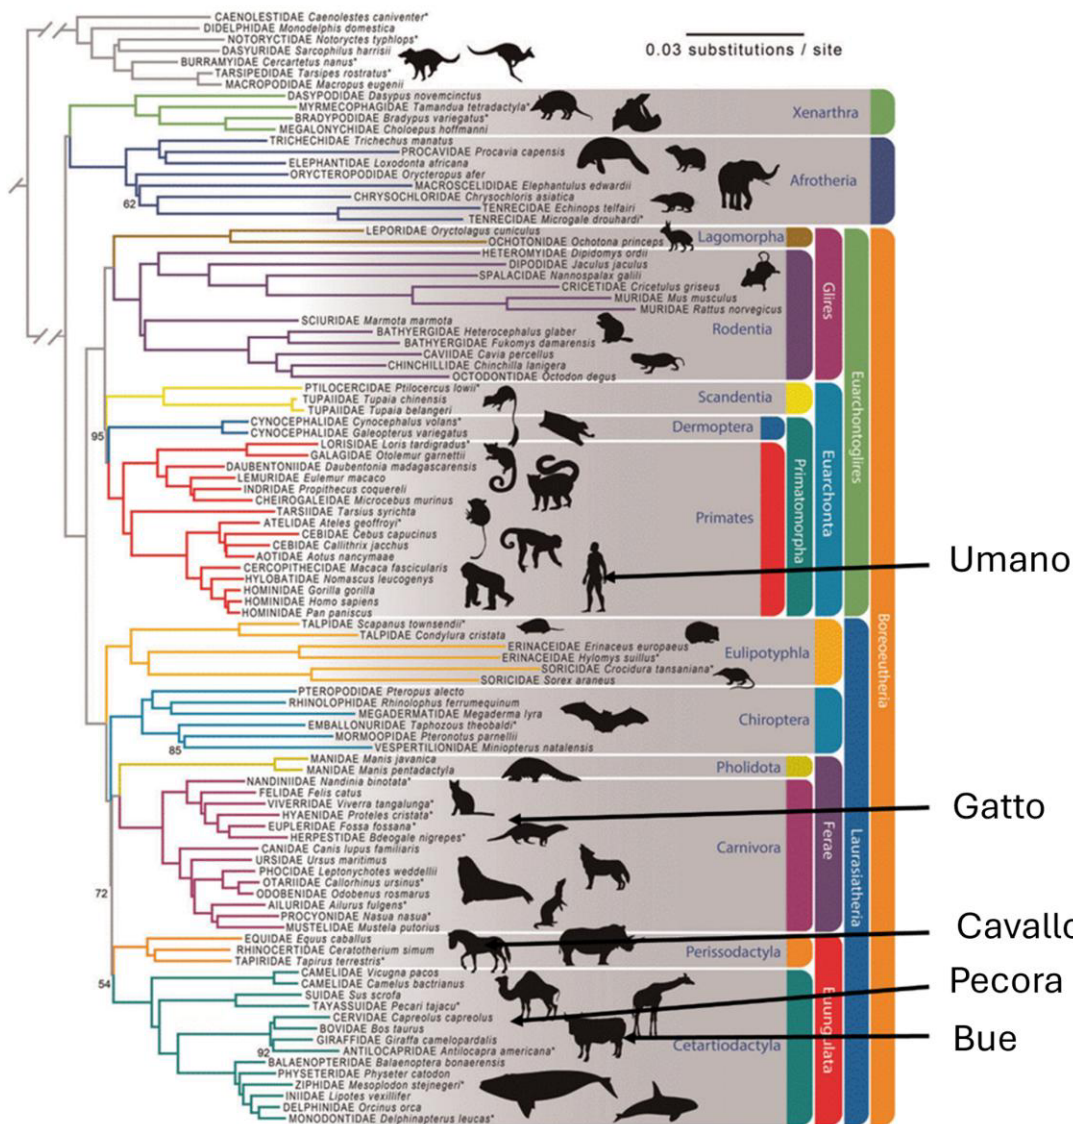 CAENOLESTIDAE Caenolestes caniventer*
DIDELPHIDAE Monodelphis domestica
NOTORYCTIDAE Notoryctes typhlops*
DASYURIDAE Sarcophilus harrisii
BURRAMYIDAE Cercartetus nanus*
TARSIPEDIDAE Tarsipes rostratus*
MACROPODIDAE Macropus eugenii
0.03 substitutions / site
DASYPODIDAE Dasypus novemcinctus
MYRMECOPHAGIDAE Tamandua tetradactyla*
BRADYPODIDAE Bradypus variegatus*
MEGALONYCHIDAE Choloepus hoffmanni
Xenarthra
TRICHECHIDAE Trichechus manatus
PROCAVIDAE Procavia capensis
ELEPHANTIDAE Loxodonta africana
ORYCTEROPODIDAE Orycteropus afer
MACROSCELIDIDAE Elephantulus edwardii
CHRYSOCHLORIDAE Chrysochloris asiatica
TENRECIDAE Echinops telfairi
TENRECIDAE Microgale drouhardi*
Afrotheria
62
LEPORIDAE Oryctolagus cuniculus
OCHOTONIDAE Ochotona princeps
Lagomorpha
HETEROMYIDAE Dipidomys ordii
DIPODIDAE Jaculus jaculus
SPALACIDAE Nannospalax galili
CRICETIDAE Cricetulus griseus
MURIDAE Mus musculus
MURIDAE Rattus norvegicus
SCIURIDAE Marmota marmota
BATHYERGIDAE Heterocephalus glaber
BATHYERGIDAE Fukomys damarensis
CAVIIDAE Cavia percellus
CHINCHILLIDAE Chinchilla lanigera
OCTODONTIDAE Octodon degus
Rodentia
Glires
PTILOCERCIDAE Ptilocercus lowii*
TUPAIIDAE Tupaia chinensis
TUPAIIDAE Tupaia belangeri
Scandentia
95
CYNOCEPHALIDAE Cynocephalus volans*
CYNOCEPHALIDAE Galeopterus variegatus
Dermoptera
LORISIDAE Loris tardigradus*
GALAGIDAE Otolemur garnettii
DAUBENTONIIDAE Daubentonia madagascarensis
LEMURIDAE Eulemur macaco
INDRIDAE Propithecus coquereli
CHEIROGALEIDAE Microcebus murinus
TARSIIDAE Tarsius syrichta
ATELIDAE Ateles geoffroyi*
CEBIDAE Cebus capucinus
CEBIDAE Callithrix jacchus
AOTIDAE Aotus nancymaae
CERCOPITHECIDAE Macaca fascicularis
HYLOBATIDAE Nomascus leucogenys
HOMINIDAE Gorilla gorilla
HOMINIDAE Homo sapiens
HOMINIDAE Pan paniscus
Primates
Primatomorpha
Euarchonta
Euarchontoglires
Umano
TALPIDAE Scapanus townsendii*
TALPIDAE Condylura cristata
ERINACEIDAE Erinaceus europaeus
ERINACEIDAE Hylomys suillus*
SORICIDAE Crocidura tansaniana*
SORICIDAE Sorex araneus
Eulipotyphla
Boreoeutheria
PTEROPODIDAE Pteropus alecto
RHINOLOPHIDAE Rhinolophus ferrumequinum
MEGADERMATIDAE Megaderma lyra
EMBALLONURIDAE Taphozous theobaldi*
MORMOOPIDAE Pteronotus parnellii
VESPERTILIONIDAE Miniopterus natalensis
85
Chiroptera
MANIDAE Manis javanica
MANIDAE Manis pentadactyla
Pholidota
NANDINIIDAE Nandinia binotata*
FELIDAE Felis catus
VIVERRIDAE Viverra tangalunga*
HYAENIDAE Proteles cristata*
EUPLERIDAE Fossa fossana*
HERPESTIDAE Bdeogale nigrepes*
CANIDAE Canis lupus familiaris
URSIDAE Ursus maritimus
PHOCIDAE Leptonychotes weddellii
OTARIIDAE Callorhinus ursinus*
ODOBENIDAE Odobenus rosmarus
AILURIDAE Ailurus fulgens*
PROCYONIDAE Nasua nasua*
MUSTELIDAE Mustela putorius
Carnivora
Ferae
Laurasiatheria
Gatto
72
EQUIDAE Equus caballus
RHINOCERTIDAE Ceratotherium simum
TAPIRIDAE Tapirus terrestris*
Perissodactyla
Cavallo
54
CAMELIDAE Vicugna pacos
CAMELIDAE Camelus bactrianus
SUIDAE Sus scrofa
TAYASSUIDAE Pecari tajacu*
CERVIDAE Capreolus capreolus
BOVIDAE Bos taurus
GIRAFFIDAE Giraffa camelopardalis
ANTILOCAPRIDAE Antilocapra americana*
92
BALAENOPTERIDAE Balaenoptera bonaerensis
PHYSETERIDAE Physeter catodon
ZIPHIDAE Mesoplodon stejnegeri*
INIIDAE Lipotes vexillifer
DELPHINIDAE Orcinus orca
MONODONTIDAE Delphinapterus leucas*
Cetartiodactyla
Euungulata
Pecora
Bue